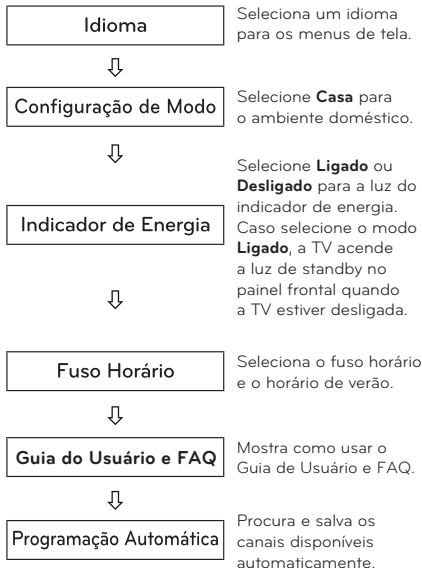 Idioma
Seleciona um idioma
para os menus de tela.
Configuração de Modo
Selecione Casa para
o ambiente doméstico.
Indicador de Energia
Selecione Ligado ou
Desligado para a luz do
indicador de energia.
Caso selecione o modo
Ligado, a TV acende
a luz de standby no
painel frontal quando
a TV estiver desligada.
Fuso Horário
Seleciona o fuso horário
e o horário de verão.
Guia do Usuário e FAQ
Mostra como usar o
Guia de Usuário e FAQ.
Programação Automática
Procura e salva os
canais disponíveis
automaticamente.